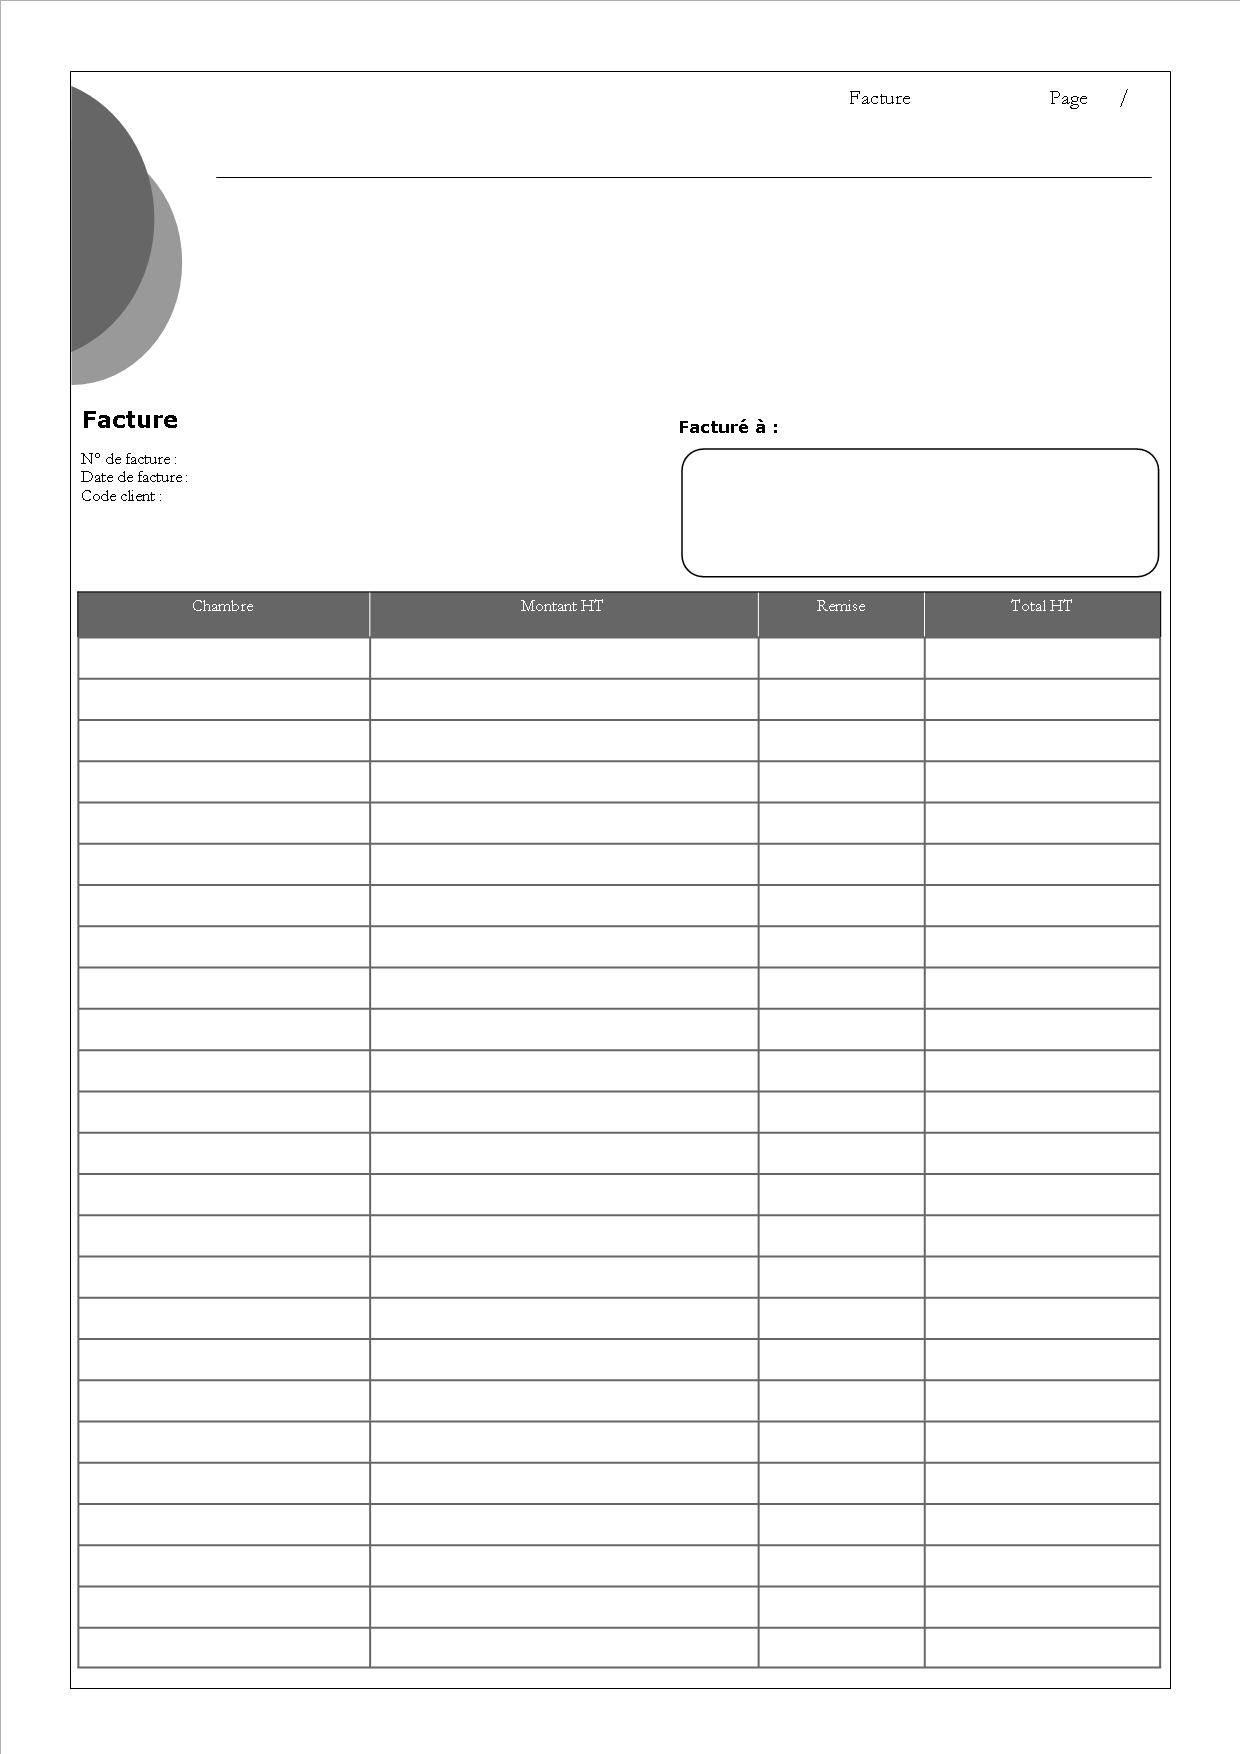 Facture Page /
Facture
Facturé à :
N° de facture :
Date de facture :
Code client :
Chambre Montant HT Remise Total HT